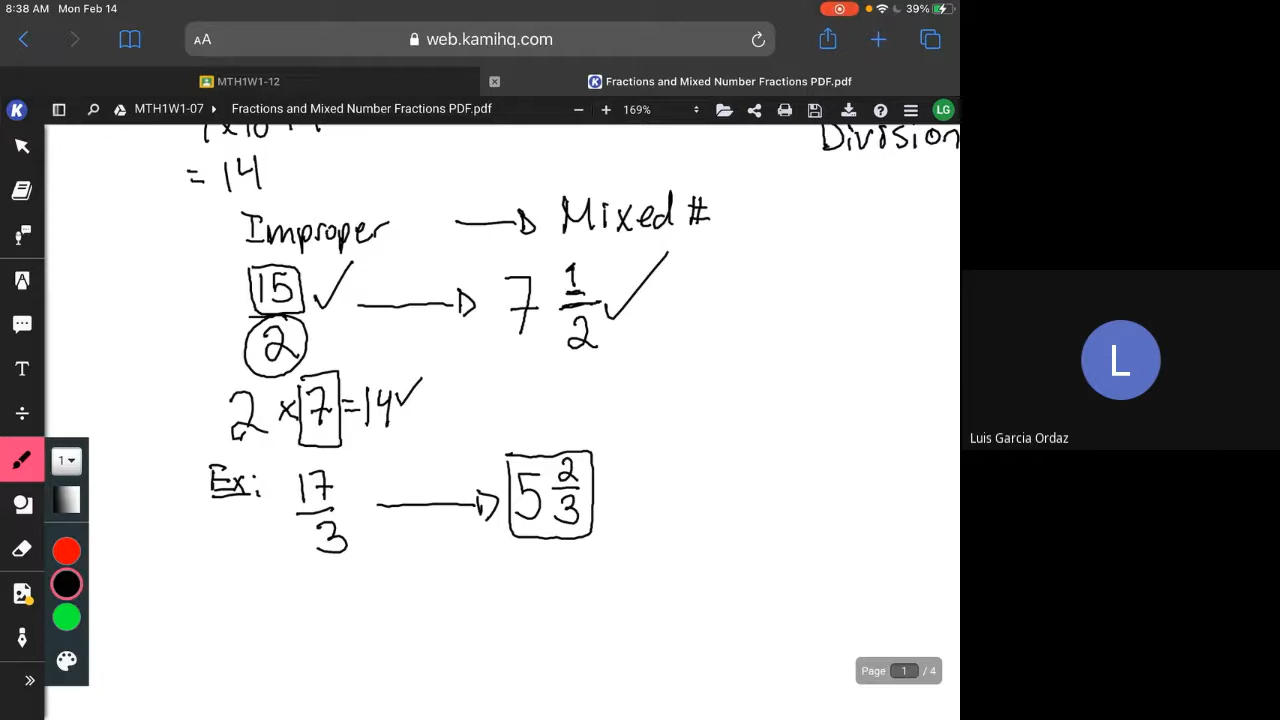 8:38 AM Mon Feb 14
39%
AA
web.kamihq.com
MTH1W1-12
K Fractions and Mixed Number Fractions PDF.pdf
K
MTH1W1-07
Fractions and Mixed Number Fractions PDF.pdf
169%
LG
Division
= 14
Improper → Mixed #
15/2 ✓ → 7 1/2 ✓
2 × 7 = 14 ✓
Ex: 17/3 → 5 2/3
T
1
Page 1 / 4
L
Luis Garcia Ordaz